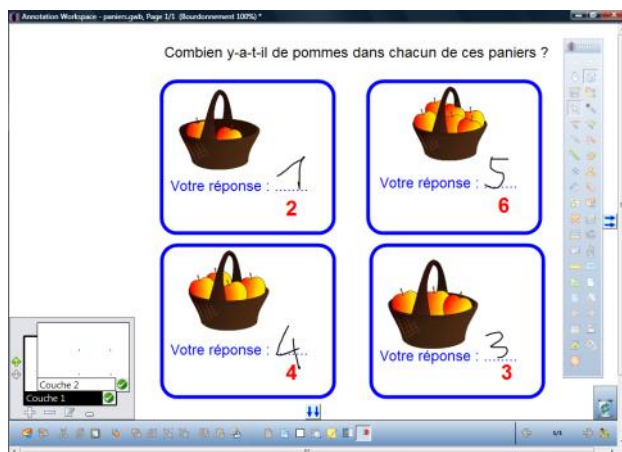 Annotation Workspace - paniers.gwb, Page 1/1 (Bourdonnement 100%) *
Combien y-a-t-il de pommes dans chacun de ces paniers ?
Votre réponse : ........ 1
2
Votre réponse : ........ 5
6
Votre réponse : ........ 4
4
Votre réponse : ........ 3
3
Couche 2
Couche 1
1/1